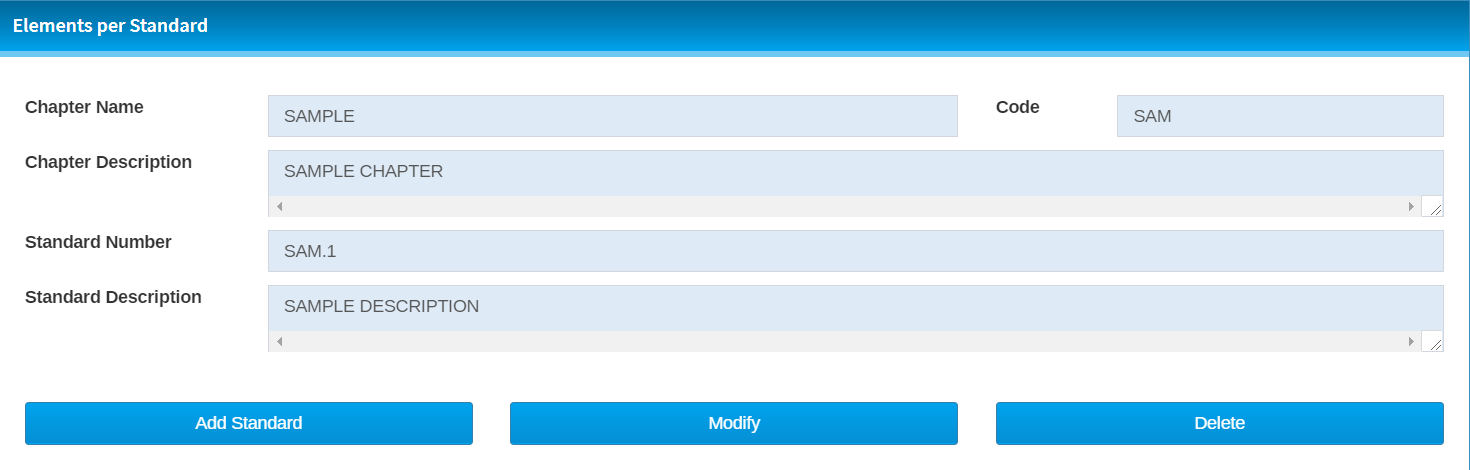 Elements per Standard
Chapter Name SAMPLE Code SAM
Chapter Description SAMPLE CHAPTER
Standard Number SAM.1
Standard Description SAMPLE DESCRIPTION
Add Standard Modify Delete